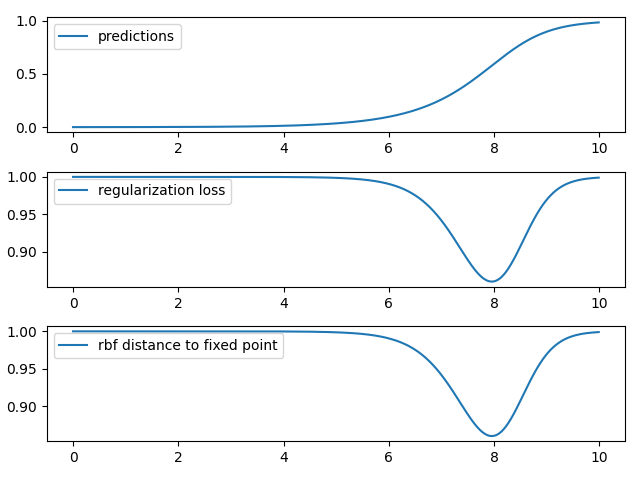 1.0
predictions
0.5
0.0
0 2 4 6 8 10
1.00
regularization loss
0.95
0.90
0 2 4 6 8 10
1.00
rbf distance to fixed point
0.95
0.90
0 2 4 6 8 10